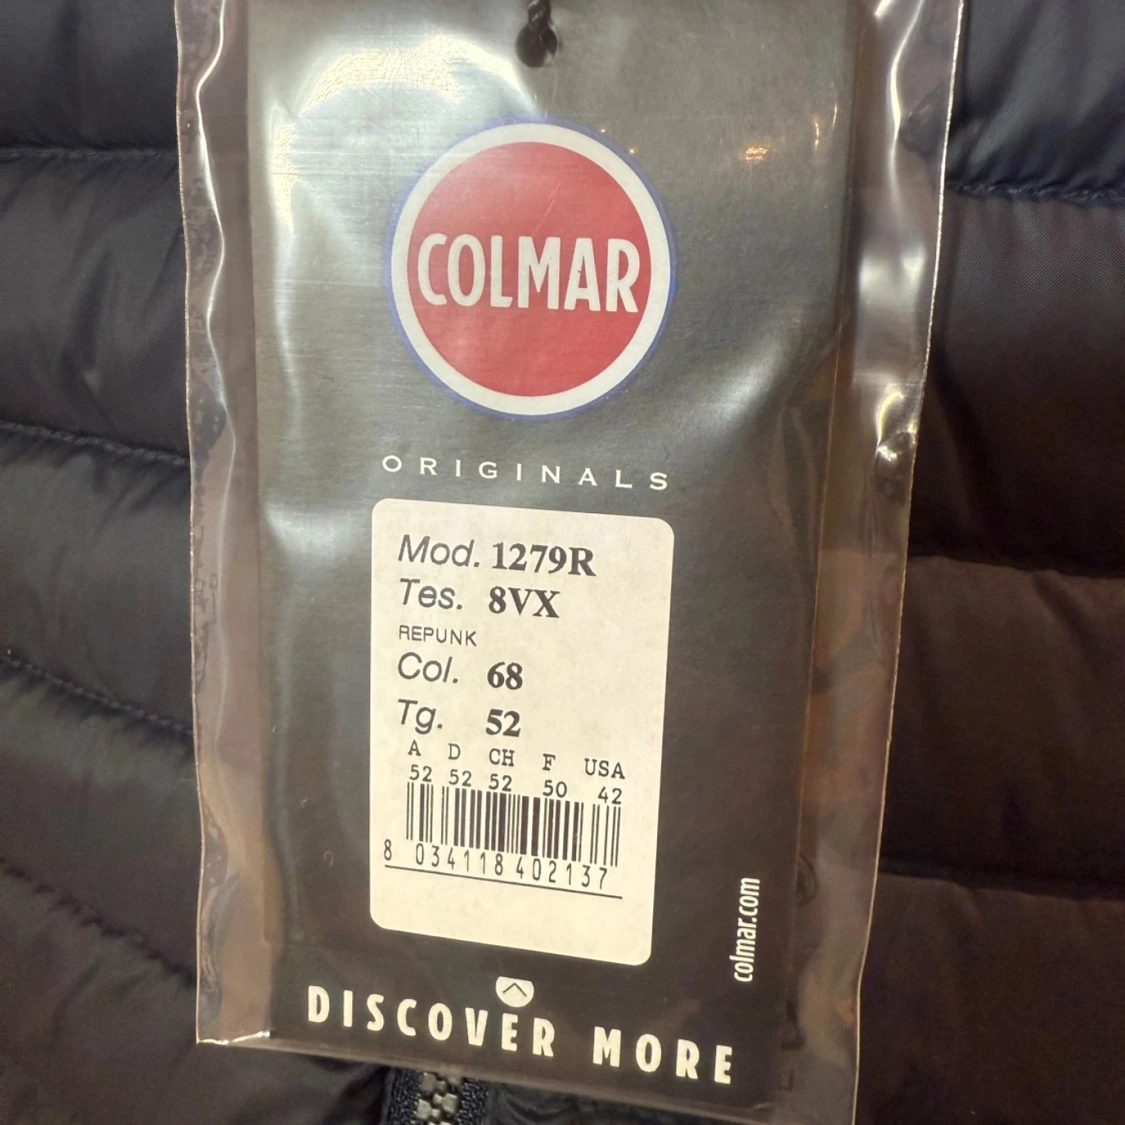 COLMAR
ORIGINALS
Mod. 1279R
Tes. 8VX
REPUNK
Col. 68
Tg. 52
A D CH F USA
52 52 52 50 42
8 034118 402137
colmar.com
DISCOVER MORE